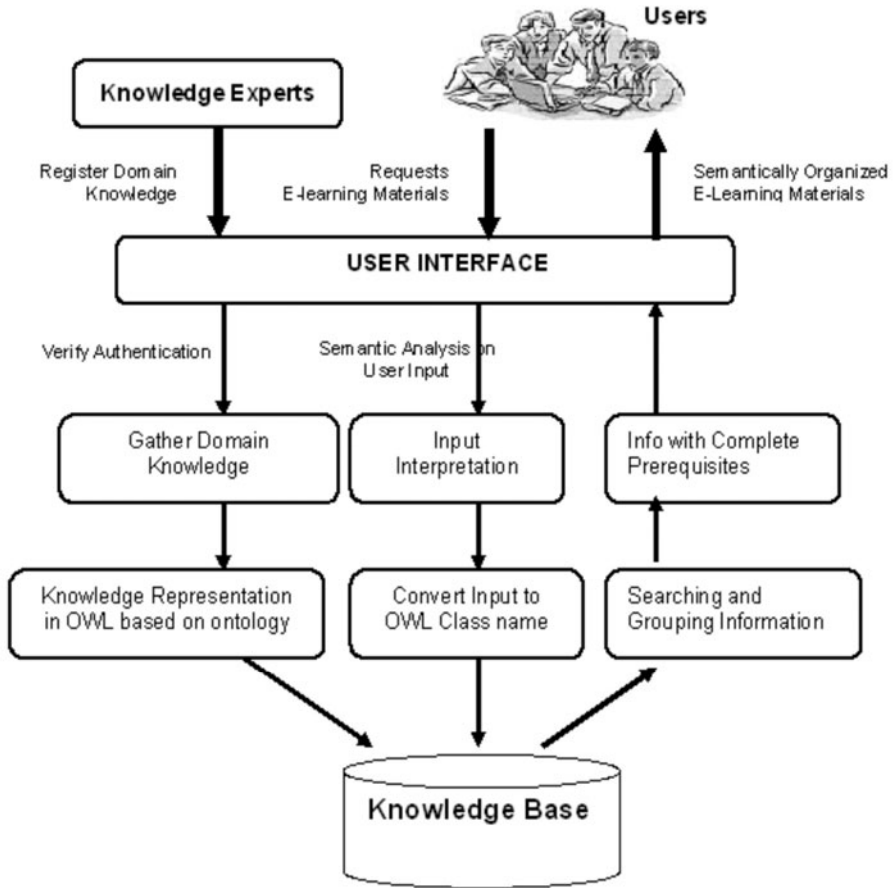 Users
Knowledge Experts
Register Domain
Knowledge
Requests
E-learning Materials
Semantically Organized
E-Learning Materials
USER INTERFACE
Verify Authentication
Semantic Analysis on
User Input
Gather Domain
Knowledge
Input
Interpretation
Info with Complete
Prerequisites
Knowledge Representation
in OWL based on ontology
Convert Input to
OWL Class name
Searching and
Grouping Information
Knowledge Base